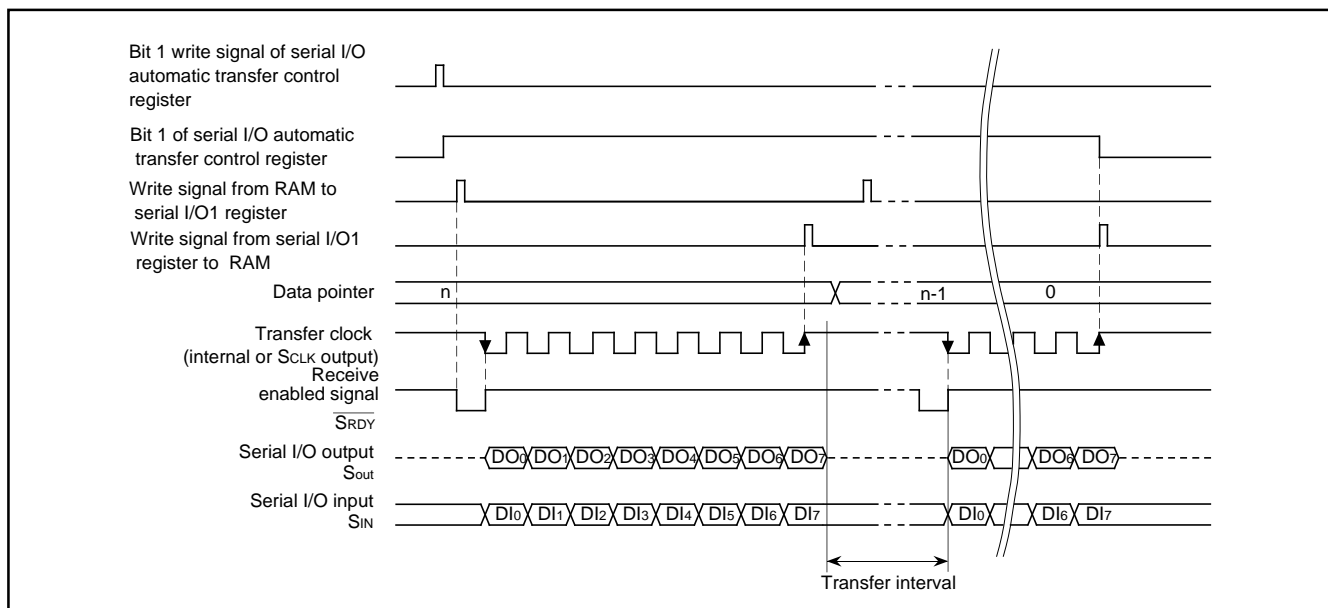 Bit 1 write signal of serial I/O
automatic transfer control
register
Bit 1 of serial I/O automatic
transfer control register
Write signal from RAM to
serial I/O1 register
Write signal from serial I/O1
register to RAM
Data pointer
n
n-1
0
Transfer clock
(internal or SCLK output)
Receive
enabled signal
SRDY
Serial I/O output
Sout
DO0 DO1 DO2 DO3 DO4 DO5 DO6 DO7
DO0 DO6 DO7
Serial I/O input
SIN
DI0 DI1 DI2 DI3 DI4 DI5 DI6 DI7
DI0 DI6 DI7
Transfer interval